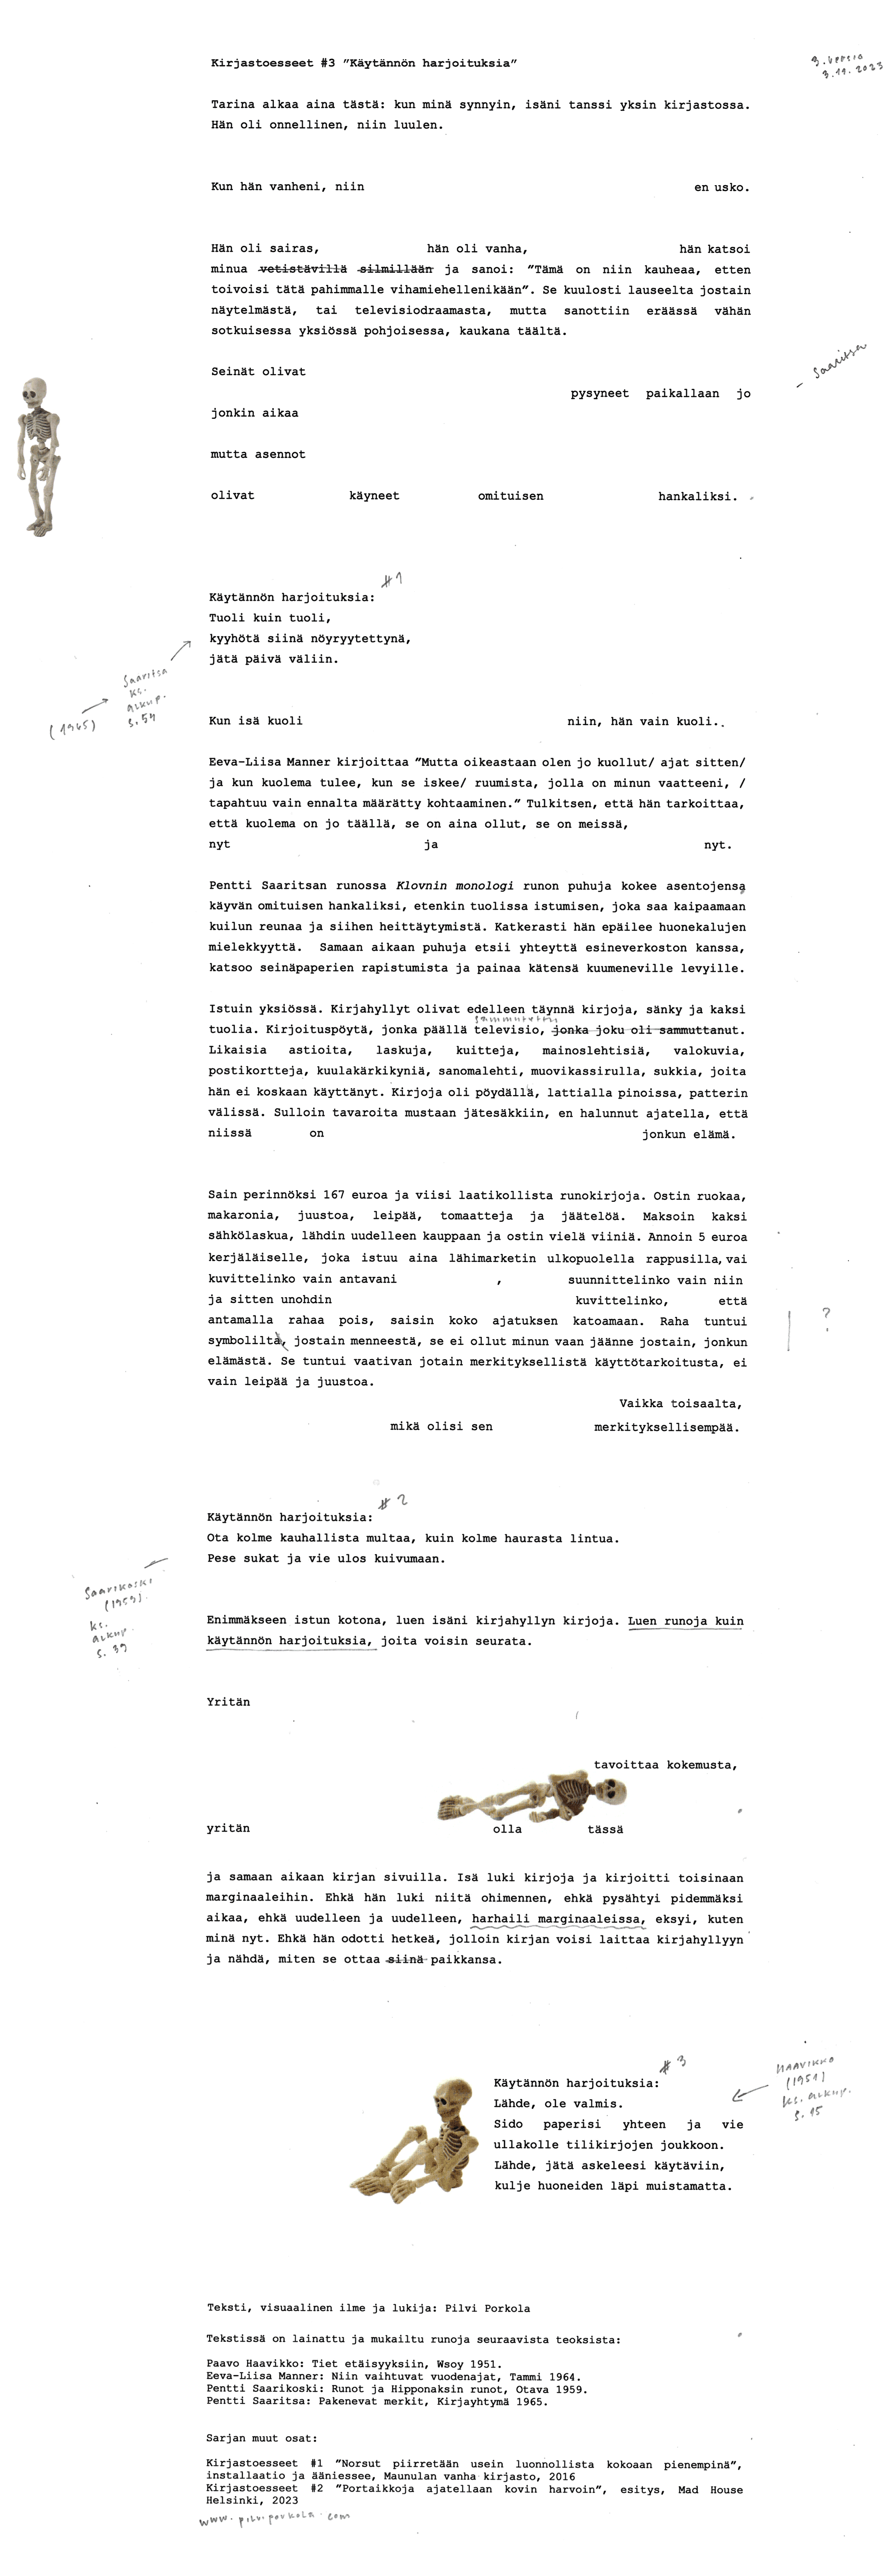 Kirjastoesseet #3 ”Käytännön harjoituksia”
3. versio
3.11.2023
Tarina alkaa aina tästä: kun minä synnyin, isäni tanssi yksin kirjastossa.
Hän oli onnellinen, niin luulen.
Kun hän vanheni, niin en usko.
Hän oli sairas, hän oli vanha, hän katsoi
minua vetistävillä silmillään ja sanoi: ”Tämä on niin kauheaa, etten
toivoisi tätä pahimmalle vihamiehellenikään”. Se kuulosti lauseelta jostain
näytelmästä, tai televisiodraamasta, mutta sanottiin eräässä vähän
sotkuisessa yksiössä pohjoisessa, kaukana täältä.
Seinät olivat
– Saaritsa
pysyneet paikallaan jo
jonkin aikaa
mutta asennot
olivat käyneet omituisen hankaliksi.
#1
Käytännön harjoituksia:
Tuoli kuin tuoli,
kyyhötä siinä nöyryytettynä,
jätä päivä väliin.
Saaritsa
ks.
alkup.
s.54
(1965)
Kun isä kuoli niin, hän vain kuoli..
Eeva-Liisa Manner kirjoittaa ”Mutta oikeastaan olen jo kuollut/ ajat sitten/
ja kun kuolema tulee, kun se iskee/ ruumista, jolla on minun vaatteeni, /
tapahtuu vain ennalta määrätty kohtaaminen.” Tulkitsen, että hän tarkoittaa,
että kuolema on jo täällä, se on aina ollut, se on meissä,
nyt ja nyt.
Pentti Saaritsan runossa Klovnin monologi runon puhuja kokee asentojensa
käyvän omituisen hankaliksi, etenkin tuolissa istumisen, joka saa kaipaamaan
kuilun reunaa ja siihen heittäytymistä. Katkerasti hän epäilee huonekalujen
mielekkyyttä. Samaan aikaan puhuja etsii yhteyttä esineverkoston kanssa,
katsoo seinäpaperien rapistumista ja painaa kätensä kuumeneville levyille.
Istuin yksiössä. Kirjahyllyt olivat edelleen täynnä kirjoja, sänky ja kaksi
sammutettu
tuolia. Kirjoituspöytä, jonka päällä televisio, jonka joku oli sammuttanut.
Likaisia astioita, laskuja, kuitteja, mainoslehtisiä, valokuvia,
postikortteja, kuulakärkikyniä, sanomalehti, muovikassirulla, sukkia, joita
hän ei koskaan käyttänyt. Kirjoja oli pöydällä, lattialla pinoissa, patterin
välissä. Sulloin tavaroita mustaan jätesäkkiin, en halunnut ajatella, että
niissä on jonkun elämä.
Sain perinnöksi 167 euroa ja viisi laatikollista runokirjoja. Ostin ruokaa,
makaronia, juustoa, leipää, tomaatteja ja jäätelöä. Maksoin kaksi
sähkölaskua, lähdin uudelleen kauppaan ja ostin vielä viiniä. Annoin 5 euroa
kerjäläiselle, joka istuu aina lähimarketin ulkopuolella rappusilla, vai
kuvittelinko vain antavani , suunnittelinko vain niin
ja sitten unohdin kuvittelinko, että
antamalla rahaa pois, saisin koko ajatuksen katoamaan. Raha tuntui
?
symbolilta, jostain menneestä, se ei ollut minun vaan jäänne jostain, jonkun
elämästä. Se tuntui vaativan jotain merkityksellistä käyttötarkoitusta, ei
vain leipää ja juustoa.
Vaikka toisaalta,
mikä olisi sen merkityksellisempää.
#2
Käytännön harjoituksia:
Ota kolme kauhallista multaa, kuin kolme haurasta lintua.
Pese sukat ja vie ulos kuivumaan.
Saarikoski
(1959).
ks.
alkup.
s. 39
Enimmäkseen istun kotona, luen isäni kirjahyllyn kirjoja. Luen runoja kuin
käytännön harjoituksia, joita voisin seurata.
Yritän
tavoittaa kokemusta,
yritän olla tässä
ja samaan aikaan kirjan sivuilla. Isä luki kirjoja ja kirjoitti toisinaan
marginaaleihin. Ehkä hän luki niitä ohimennen, ehkä pysähtyi pidemmäksi
aikaa, ehkä uudelleen ja uudelleen, harhaili marginaaleissa, eksyi, kuten
minä nyt. Ehkä hän odotti hetkeä, jolloin kirjan voisi laittaa kirjahyllyyn
ja nähdä, miten se ottaa siinä paikkansa.
#3
Käytännön harjoituksia:
Lähde, ole valmis.
Sido paperisi yhteen ja vie
ullakolle tilikirjojen joukkoon.
Lähde, jätä askeleesi käytäviin,
kulje huoneiden läpi muistamatta.
HAAVIKKO
(1951)
ks. alkup.
s. 15
Teksti, visuaalinen ilme ja lukija: Pilvi Porkola
Tekstissä on lainattu ja mukailtu runoja seuraavista teoksista:
Paavo Haavikko: Tiet etäisyyksiin, Wsoy 1951.
Eeva-Liisa Manner: Niin vaihtuvat vuodenajat, Tammi 1964.
Pentti Saarikoski: Runot ja Hipponaksin runot, Otava 1959.
Pentti Saaritsa: Pakenevat merkit, Kirjayhtymä 1965.
Sarjan muut osat:
Kirjastoesseet #1 ”Norsut piirretään usein luonnollista kokoaan pienempinä”,
installaatio ja ääniessee, Maunulan vanha kirjasto, 2016
Kirjastoesseet #2 ”Portaikkoja ajatellaan kovin harvoin”, esitys, Mad House
Helsinki, 2023
www.pilviporkola.com